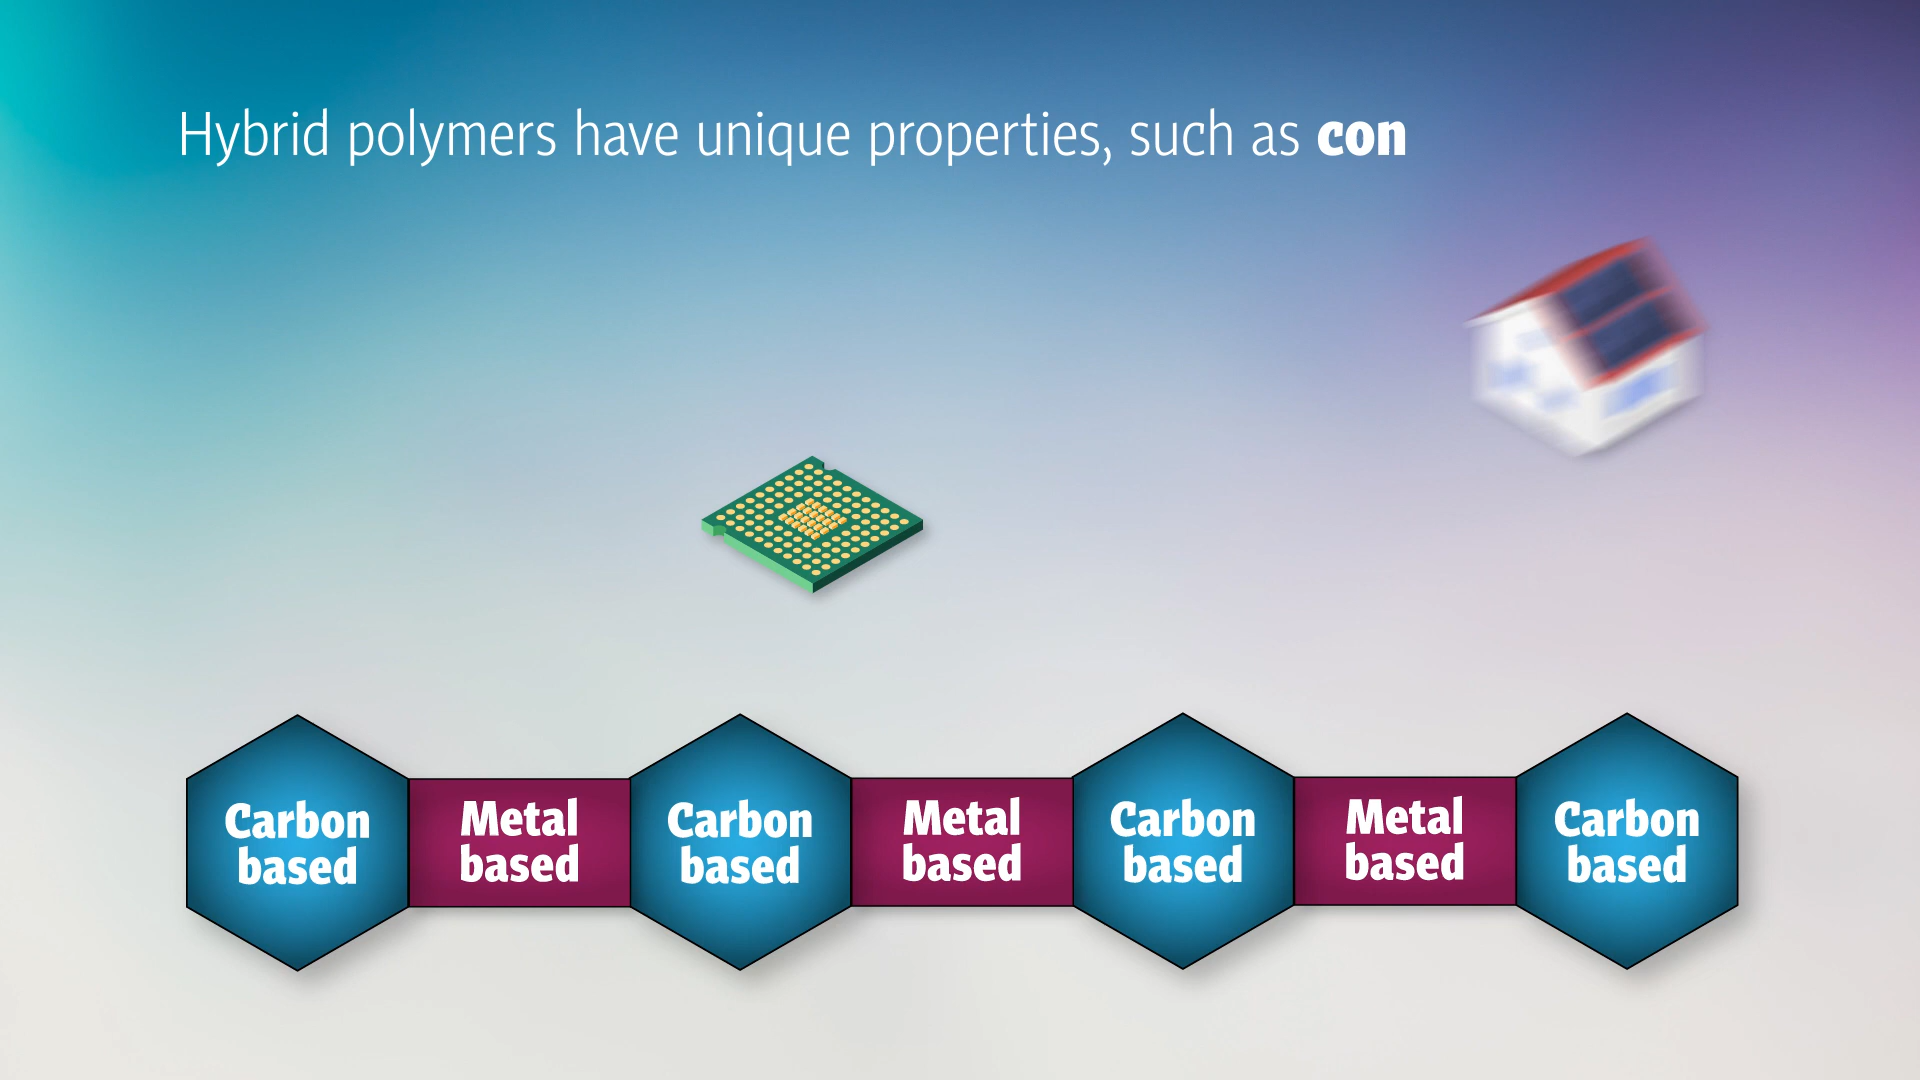 Hybrid polymers have unique properties, such as con
Carbon
based
Metal
based
Carbon
based
Metal
based
Carbon
based
Metal
based
Carbon
based